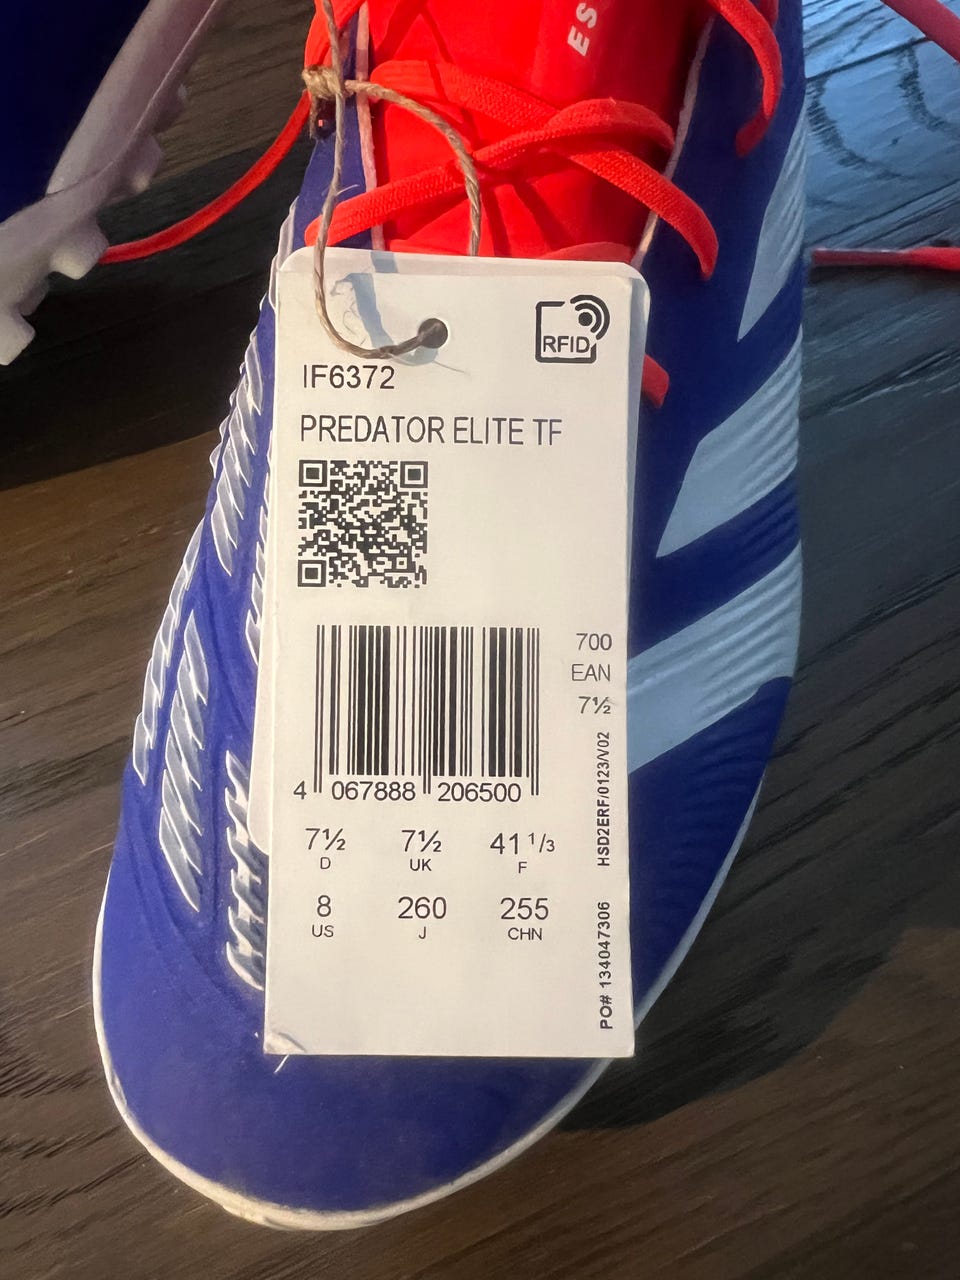 ES
RFID
IF6372
PREDATOR ELITE TF
700
EAN
7½
4 067888 206500
7½ 7½ 41 1/3
D UK F
8 260 255
US J CHN
HSD2ERF/0123/V02
PO# 134047306